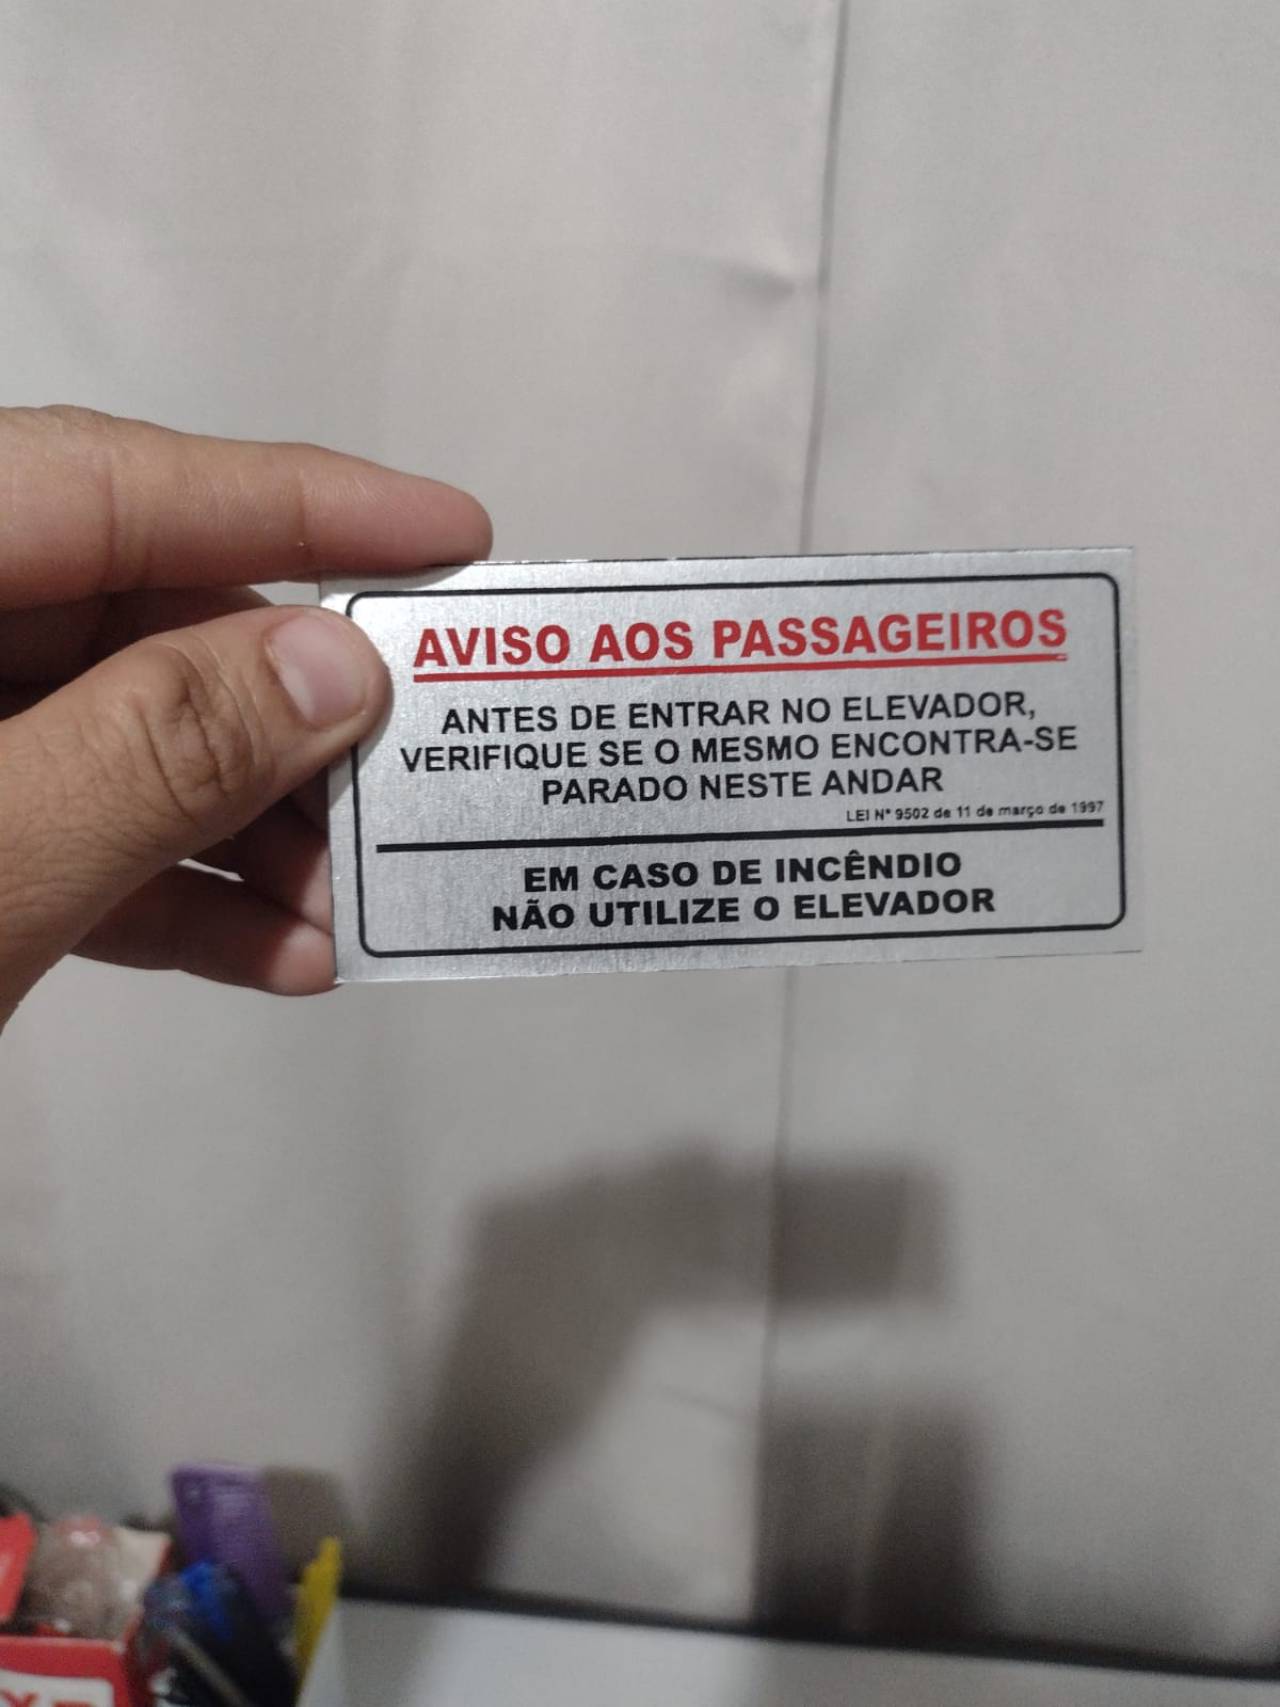 AVISO AOS PASSAGEIROS
ANTES DE ENTRAR NO ELEVADOR,
VERIFIQUE SE O MESMO ENCONTRA-SE
PARADO NESTE ANDAR
LEI N° 9502 de 11 de março de 1997
EM CASO DE INCÊNDIO
NÃO UTILIZE O ELEVADOR